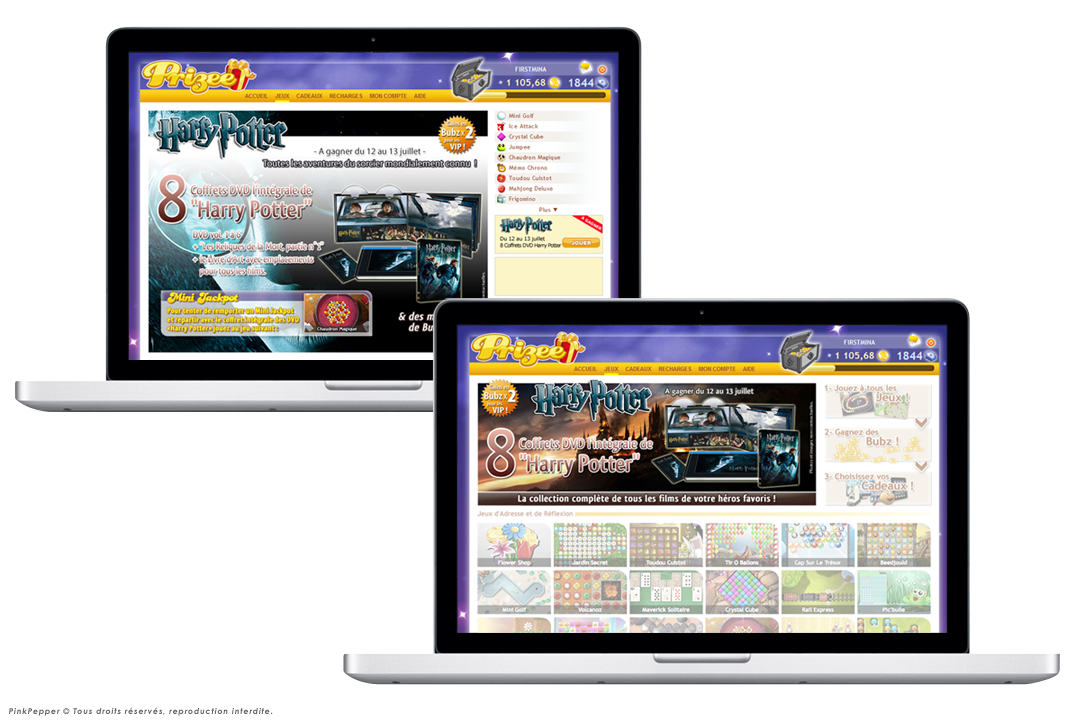 Prizee
FIRSTMINA
1 105,68
1844
ACCUEIL JEUX CADEAUX RECHARGES MON COMPTE AIDE
Harry Potter
Bubz x 2
pour les
VIP !
- A gagner du 12 au 13 juillet -
Toutes les aventures du sorcier mondialement connu !
8 Coffrets DVD l'intégrale de
"Harry Potter"
DVD vol. 1 à 6
+ "Les Reliques de la Mort, partie n°1"
+ le Livre d'art avec emplacements
pour tous les films.
Mini Jackpot
Pour tenter de remporter un Mini Jackpot
et repartir avec le coffret intégrale des DVD
«Harry Potter» jouez au jeu suivant :
Chaudron Magique
& des m
de Bu
Mini Golf
Ice Attack
Crystal Cube
Jumpee
Chaudron Magique
Mémo Chrono
Toudou Cuistot
Mahjong Deluxe
Frigomino
Plus
Harry Potter
A GAGNER
Du 12 au 13 juillet
8 Coffrets DVD Harry Potter
JOUER
Prizee
FIRSTMINA
1 105,68
1844
ACCUEIL JEUX CADEAUX RECHARGES MON COMPTE AIDE
Bubz x 2
pour les
VIP !
Harry Potter
A gagner du 12 au 13 juillet
8 Coffrets DVD l'intégrale de
"Harry Potter"
La collection complète de tous les films de votre héros favoris !
1- Jouez à tous les
Jeux !
2- Gagnez des
Bubz !
3- Choisissez vos
Cadeaux !
Jeux d'Adresse et de Réflexion
Flower Shop Jardin Secret Toudou Cuistot Tir O Ballons Cap Sur Le Trésor Beedjould
Mini Golf Volcanoz Maverick Solitaire Crystal Cube Rail Express Pic'bulle
PinkPepper © Tous droits réservés, reproduction interdite.